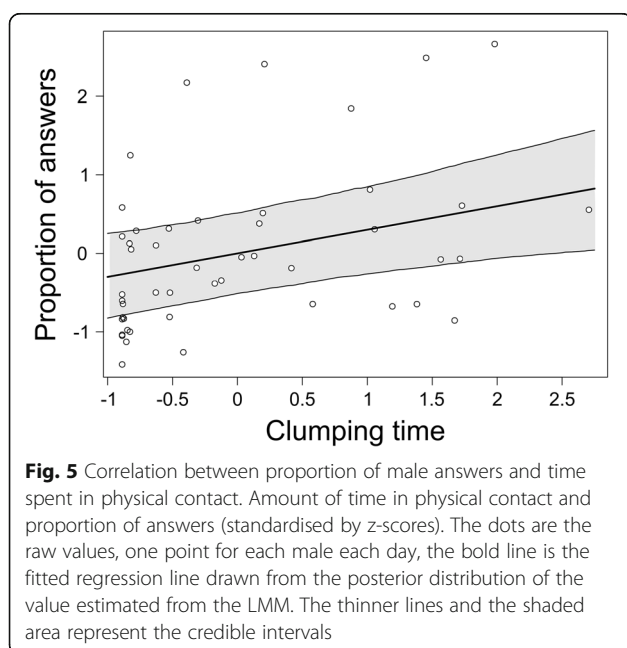 Proportion of answers
2
1
0
-1
-1
-0.5
0
0.5
1
1.5
2
2.5
Clumping time
Fig. 5 Correlation between proportion of male answers and time
spent in physical contact. Amount of time in physical contact and
proportion of answers (standardised by z-scores). The dots are the
raw values, one point for each male each day, the bold line is the
fitted regression line drawn from the posterior distribution of the
value estimated from the LMM. The thinner lines and the shaded
area represent the credible intervals